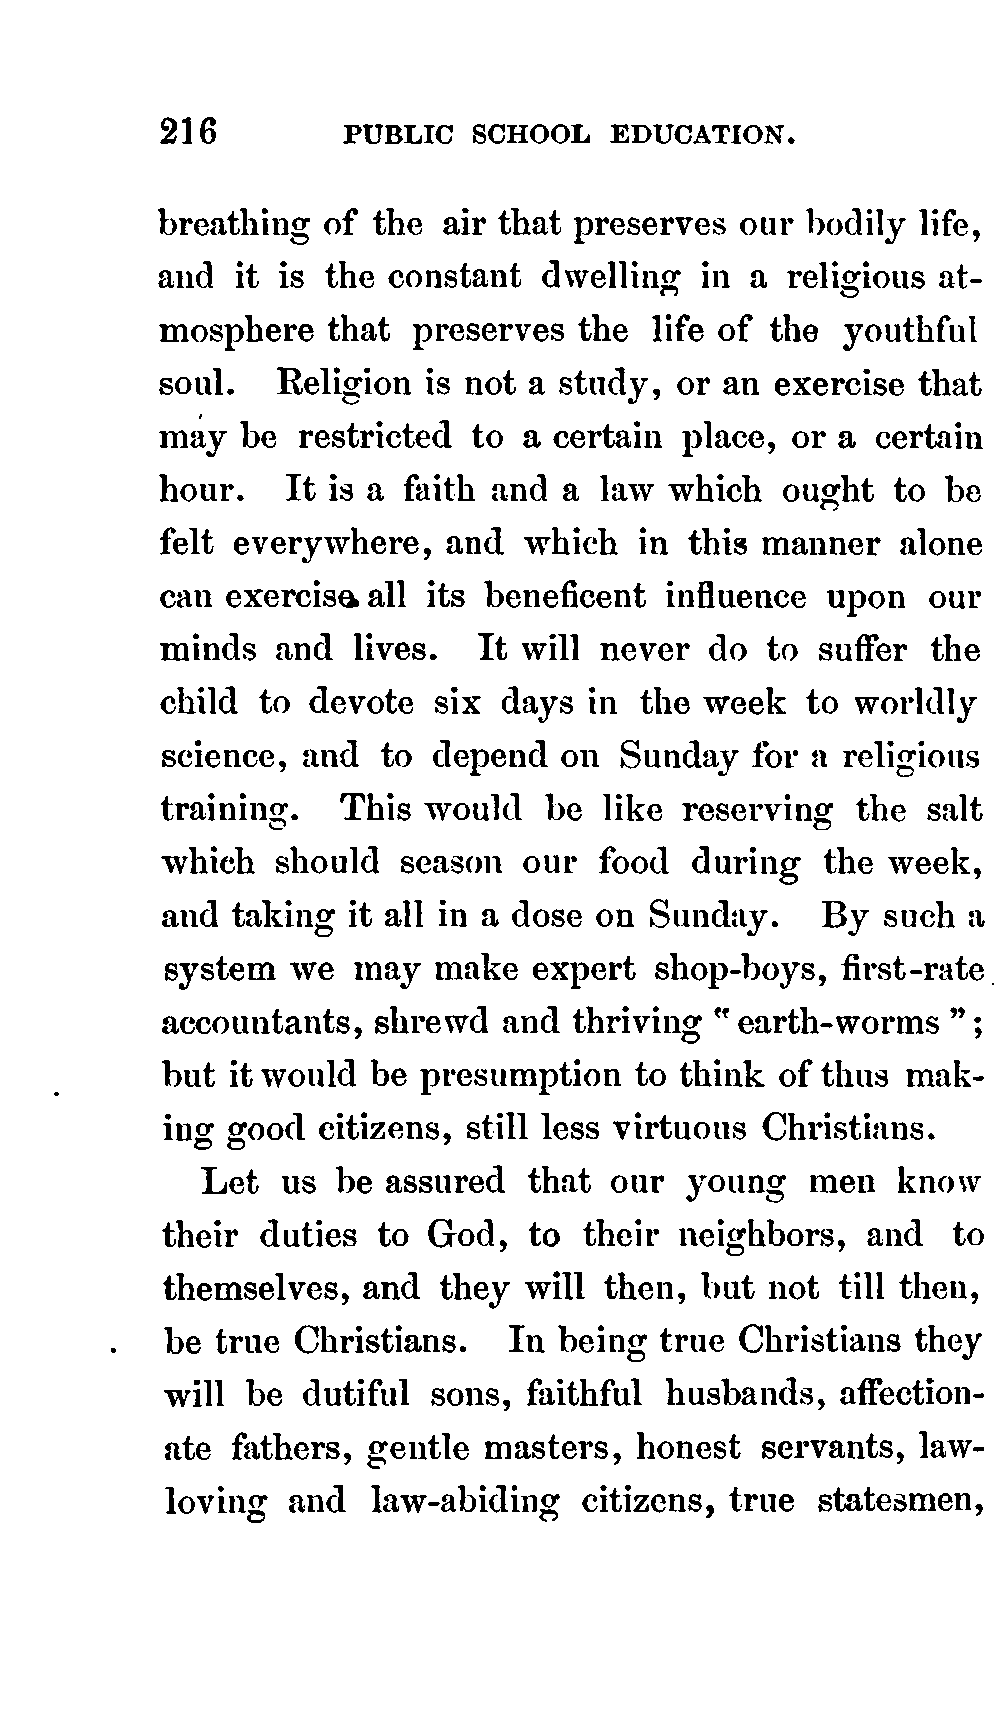 216 PUBLIC SCHOOL EDUCATION.
breathing of the air that preserves our bodily life,
and it is the constant dwelling in a religious at-
mosphere that preserves the life of the youthful
soul. Religion is not a study, or an exercise that
may be restricted to a certain place, or a certain
hour. It is a faith and a law which ought to be
felt everywhere, and which in this manner alone
can exercise all its beneficent influence upon our
minds and lives. It will never do to suffer the
child to devote six days in the week to worldly
science, and to depend on Sunday for a religious
training. This would be like reserving the salt
which should season our food during the week,
and taking it all in a dose on Sunday. By such a
system we may make expert shop-boys, first-rate
accountants, shrewd and thriving "earth-worms";
but it would be presumption to think of thus mak-
ing good citizens, still less virtuous Christians.
Let us be assured that our young men know
their duties to God, to their neighbors, and to
themselves, and they will then, but not till then,
be true Christians. In being true Christians they
will be dutiful sons, faithful husbands, affection-
ate fathers, gentle masters, honest servants, law-
loving and law-abiding citizens, true statesmen,